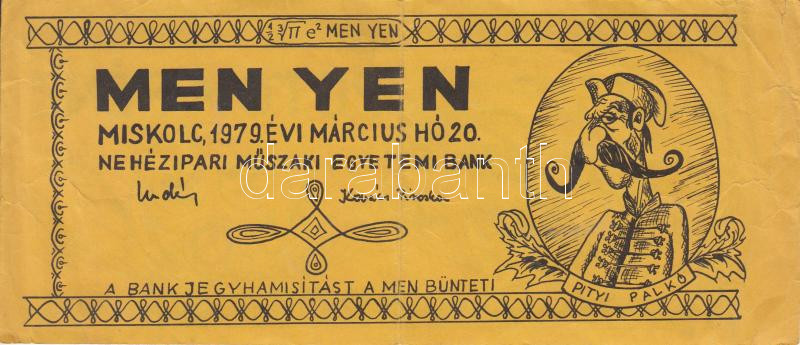 ½ ∛π e² MEN YEN
MEN YEN
MISKOLC, 1979. ÉVI MÁRCIUS HÓ 20.
NEHÉZIPARI MŰSZAKI EGYETEMI BANK
darabanth
A BANKJEGYHAMISÍTÁST A MEN BÜNTETI
PITYI PALKÓ